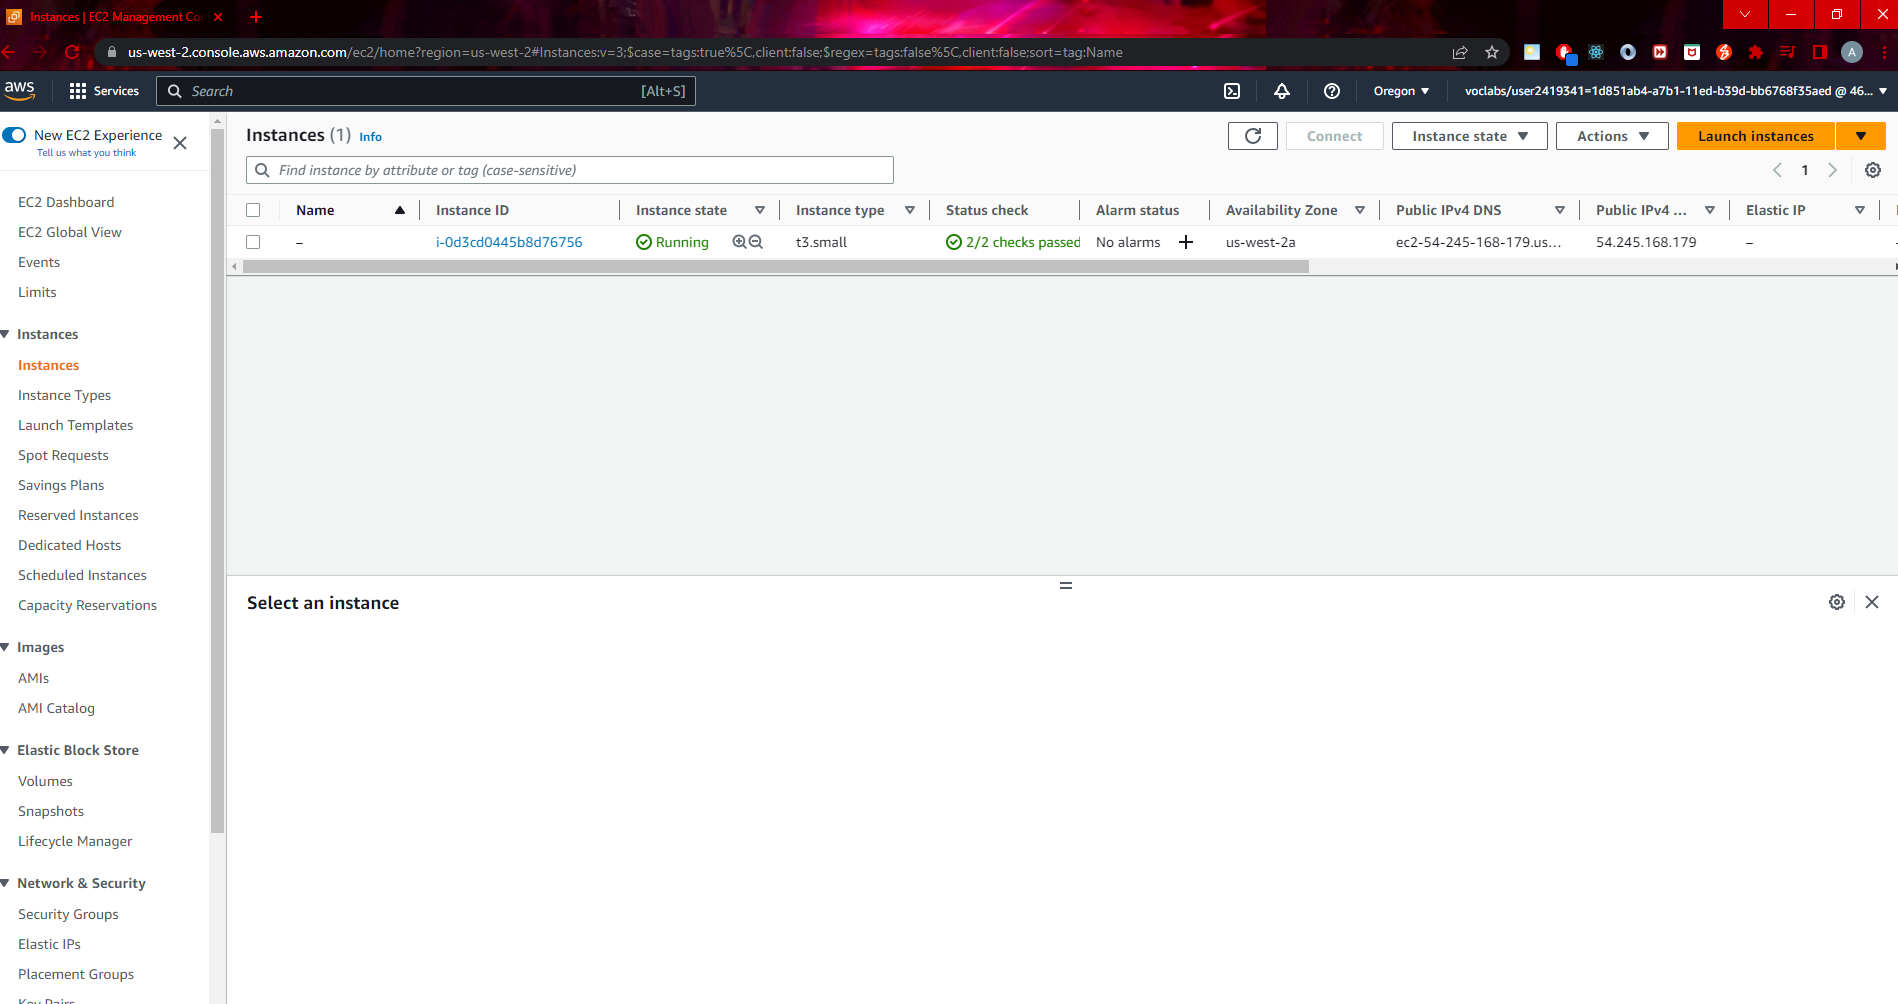 Instances | EC2 Management Co
us-west-2.console.aws.amazon.com/ec2/home?region=us-west-2#Instances:v=3;$case=tags:true%5C,client:false;$regex=tags:false%5C,client:false;sort=tag:Name
A
aws
Services
Search
[Alt+S]
Oregon
voclabs/user2419341=1d851ab4-a7b1-11ed-b39d-bb6768f35aed @ 46...
New EC2 Experience
Tell us what you think
EC2 Dashboard
EC2 Global View
Events
Limits
Instances
Instances
Instance Types
Launch Templates
Spot Requests
Savings Plans
Reserved Instances
Dedicated Hosts
Scheduled Instances
Capacity Reservations
Images
AMIs
AMI Catalog
Elastic Block Store
Volumes
Snapshots
Lifecycle Manager
Network & Security
Security Groups
Elastic IPs
Placement Groups
Key Pairs
Instances (1) Info
Connect
Instance state
Actions
Launch instances
Find instance by attribute or tag (case-sensitive)
1
Name Instance ID Instance state Instance type Status check Alarm status Availability Zone Public IPv4 DNS Public IPv4 ... Elastic IP
– i-0d3cd0445b8d76756 Running t3.small 2/2 checks passed No alarms + us-west-2a ec2-54-245-168-179.us... 54.245.168.179 –
Select an instance